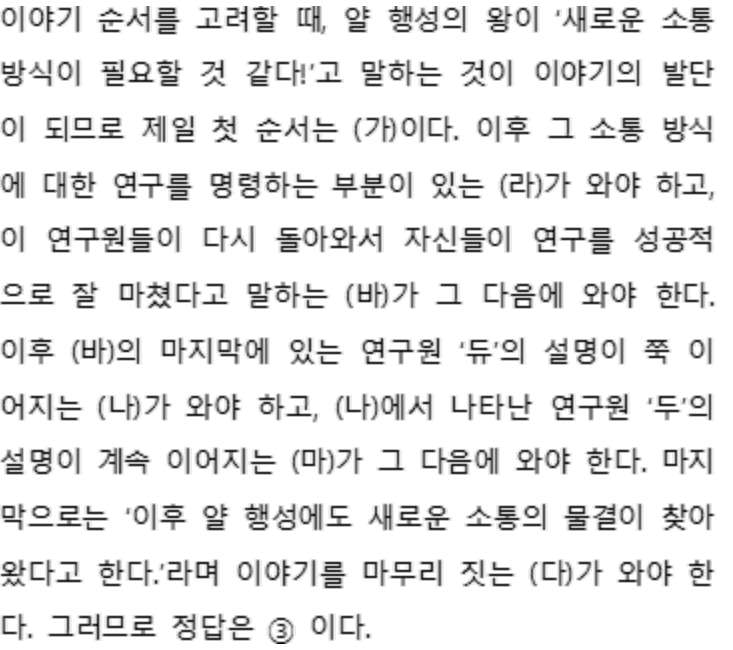 이야기 순서를 고려할 때, 얄 행성의 왕이 ‘새로운 소통
방식이 필요할 것 같다!’고 말하는 것이 이야기의 발단
이 되므로 제일 첫 순서는 (가)이다. 이후 그 소통 방식
에 대한 연구를 명령하는 부분이 있는 (라)가 와야 하고,
이 연구원들이 다시 돌아와서 자신들이 연구를 성공적
으로 잘 마쳤다고 말하는 (바)가 그 다음에 와야 한다.
이후 (바)의 마지막에 있는 연구원 ‘듀’의 설명이 쭉 이
어지는 (나)가 와야 하고, (나)에서 나타난 연구원 ‘두’의
설명이 계속 이어지는 (마)가 그 다음에 와야 한다. 마지
막으로는 ‘이후 얄 행성에도 새로운 소통의 물결이 찾아
왔다고 한다.’라며 이야기를 마무리 짓는 (다)가 와야 한
다. 그러므로 정답은 ③ 이다.